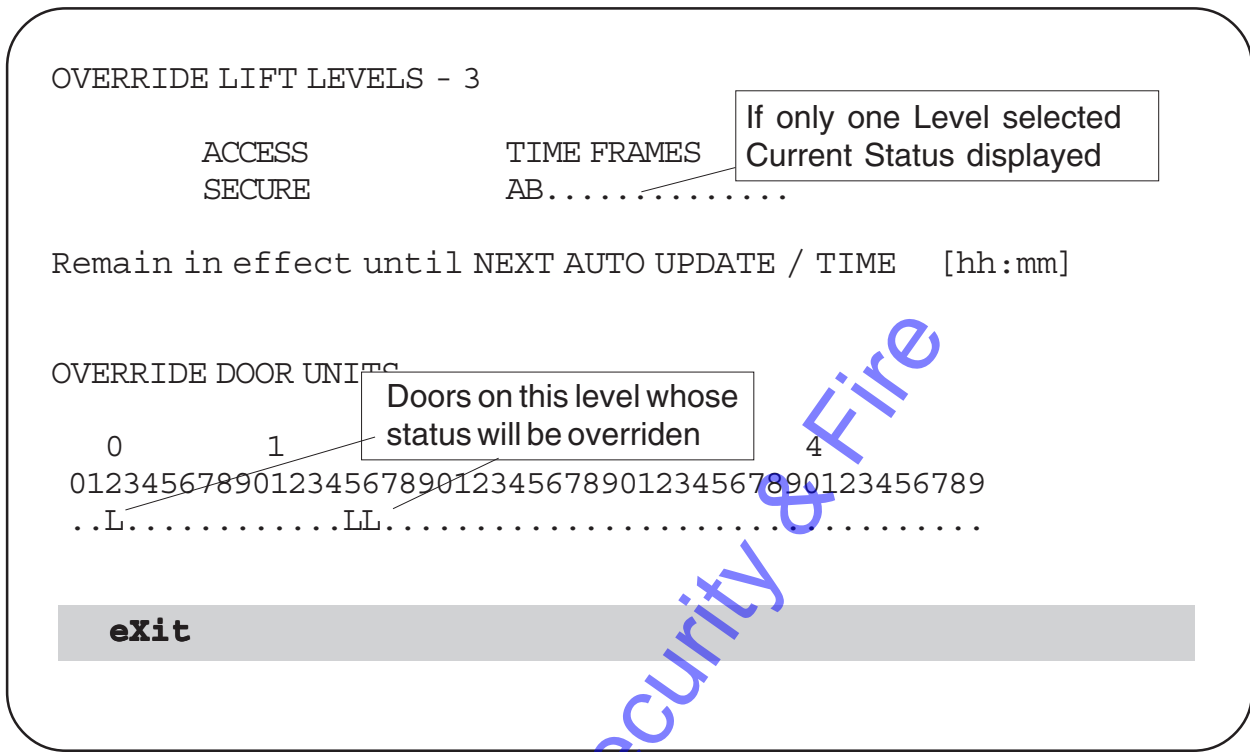 OVERRIDE LIFT LEVELS - 3
If only one Level selected
Current Status displayed
ACCESS TIME FRAMES
SECURE AB..............
Remain in effect until NEXT AUTO UPDATE / TIME [hh:mm]
OVERRIDE DOOR UNITS
Doors on this level whose
status will be overriden
0 1 4
01234567890123456789012345678901234567890123456789
..L............LL.................................
eXit
ecurity & Fire